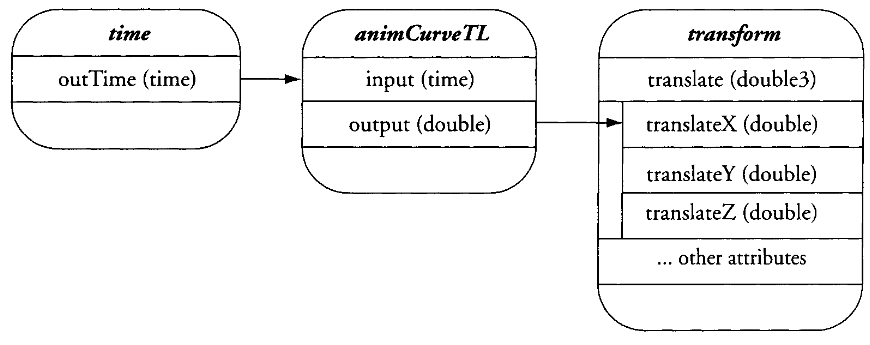 time
outTime (time)
animCurveTL
input (time)
output (double)
transform
translate (double3)
translateX (double)
translateY (double)
translateZ (double)
... other attributes